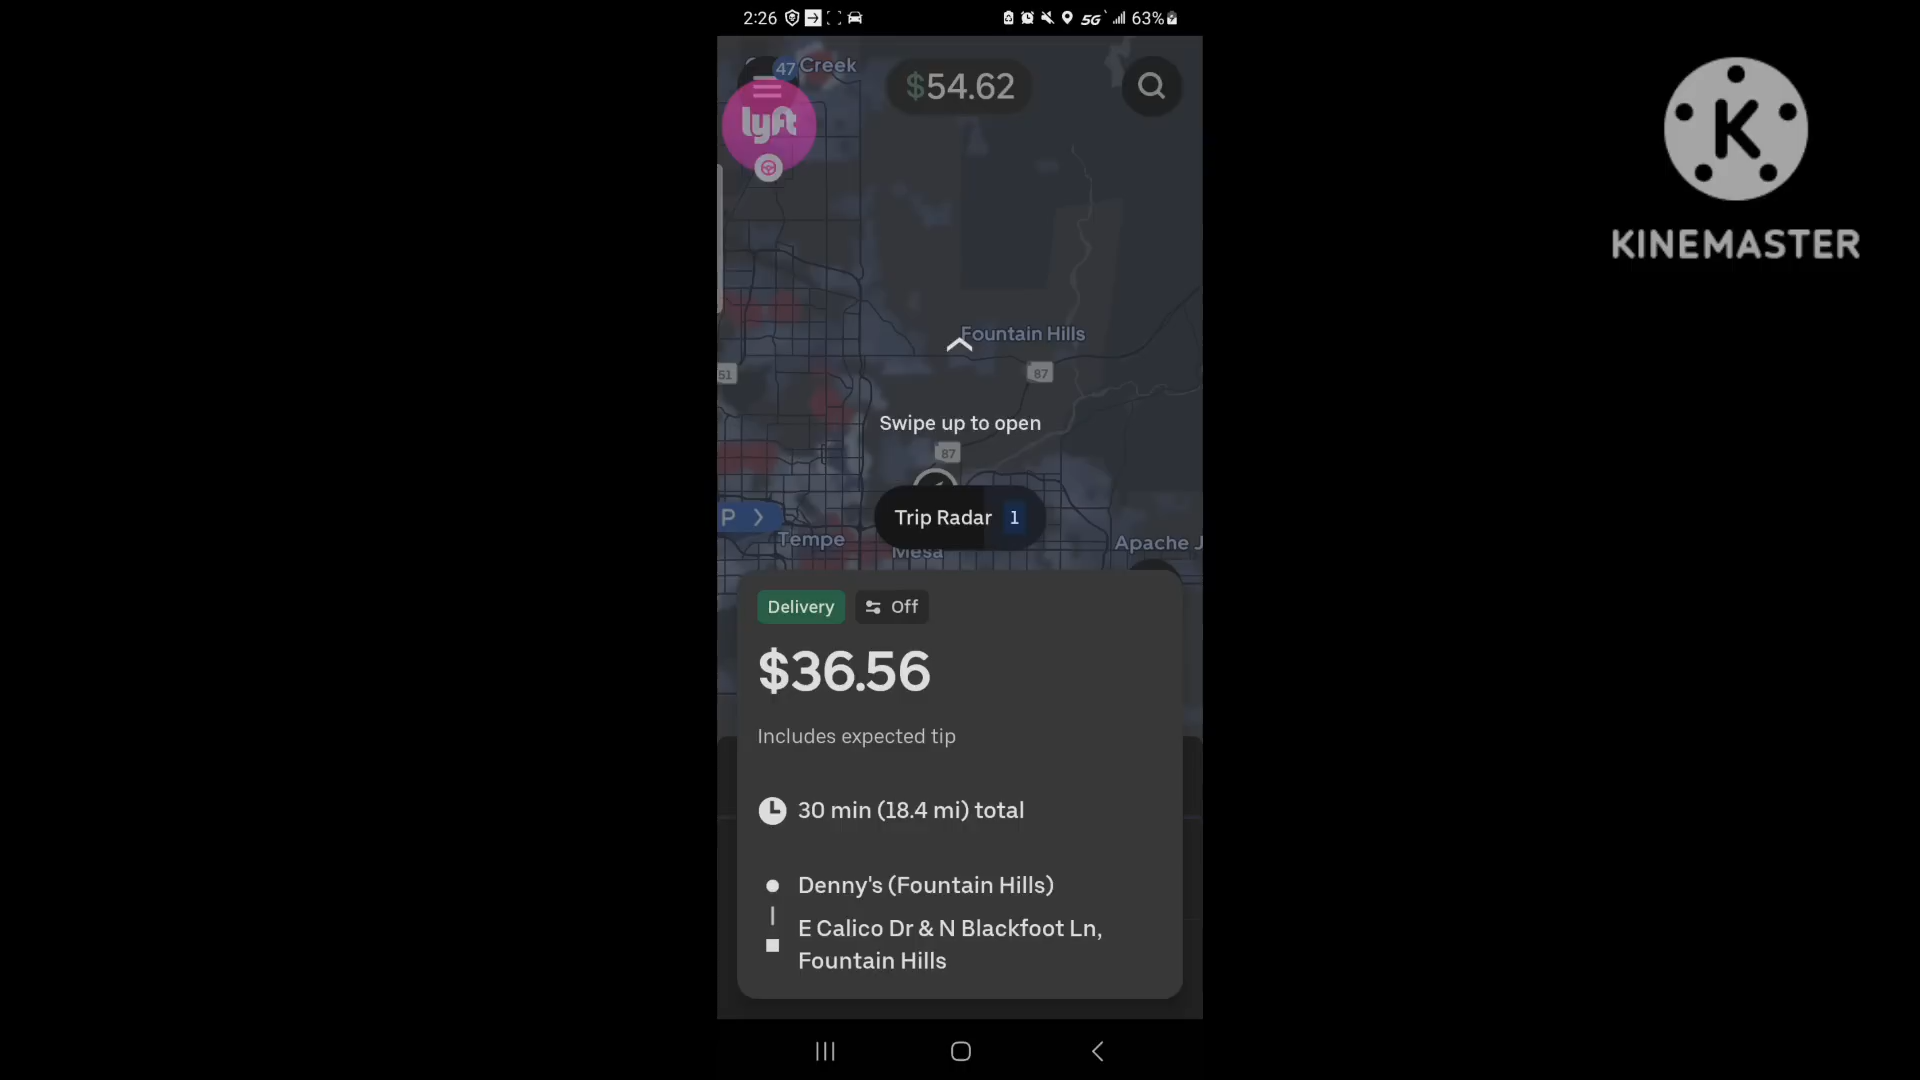 2:26
5G
63%
Creek
47
$54.62
lyft
Fountain Hills
51
87
Swipe up to open
87
Trip Radar 1
P
Tempe
Mesa
Apache J
Delivery
Off
$36.56
Includes expected tip
30 min (18.4 mi) total
Denny's (Fountain Hills)
E Calico Dr & N Blackfoot Ln,
Fountain Hills
K
KINEMASTER